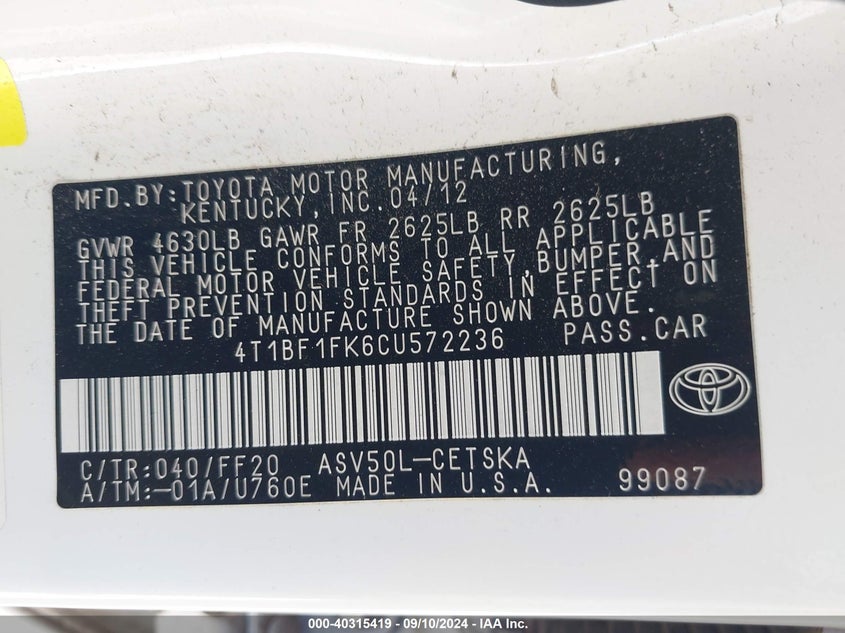 MFD.BY:TOYOTA MOTOR MANUFACTURING,
KENTUCKY, INC.04/12
GVWR 4630LB GAWR FR 2625LB RR 2625LB
THIS VEHICLE CONFORMS TO ALL APPLICABLE
FEDERAL MOTOR VEHICLE SAFETY,BUMPER,AND
THEFT PREVENTION STANDARDS IN EFFECT ON
THE DATE OF MANUFACTURE SHOWN ABOVE.
4T1BF1FK6CU572236 PASS.CAR
C/TR:040/FF20 ASV50L-CETSKA
A/TM:-01A/U760E MADE IN U.S.A. 99087
000-40315419 - 09/10/2024 - IAA Inc.